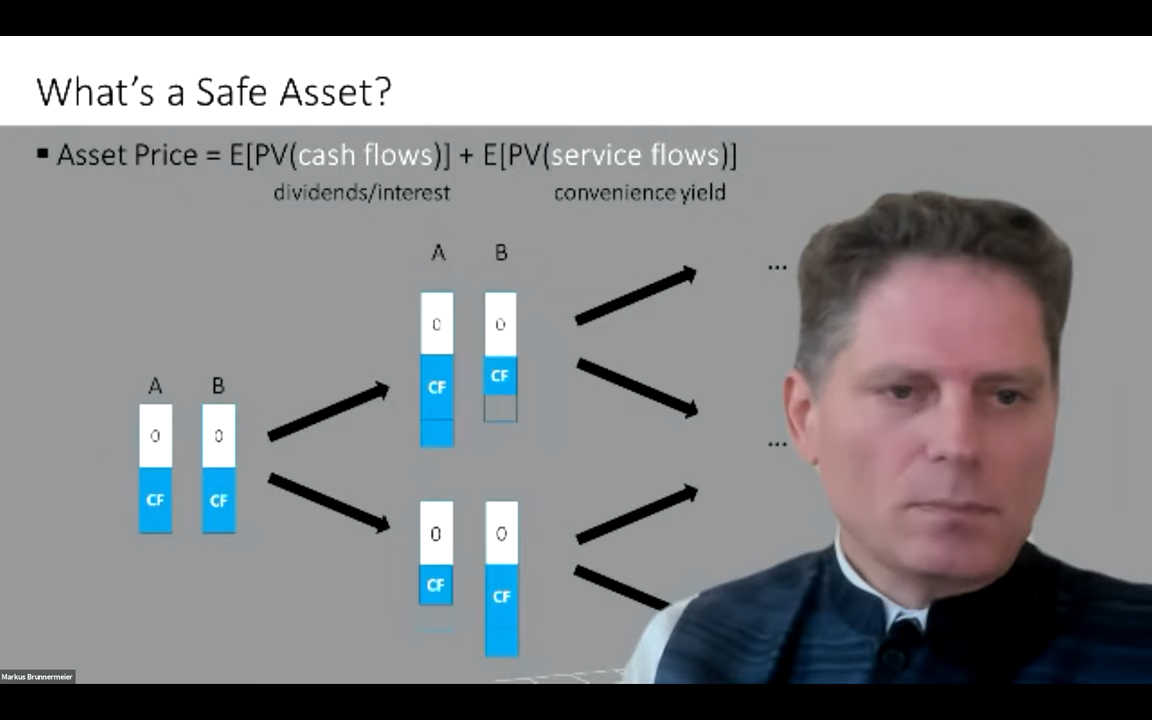 What's a Safe Asset?
▪ Asset Price = E[PV(cash flows)] + E[PV(service flows)]
dividends/interest convenience yield
A B
0 0
...
CF CF
A B
0 0
...
CF CF
0 0
CF CF
Markus Brunnermeier